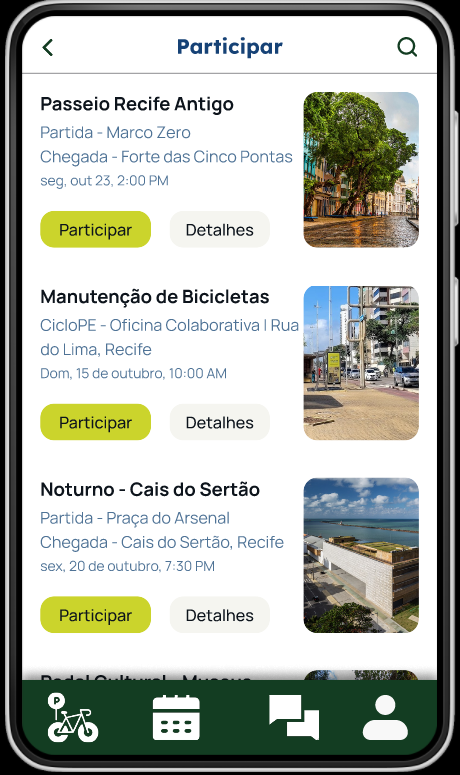 Participar
Passeio Recife Antigo
Partida - Marco Zero
Chegada - Forte das Cinco Pontas
seg, out 23, 2:00 PM
Participar
Detalhes
Manutenção de Bicicletas
CicloPE - Oficina Colaborativa | Rua
do Lima, Recife
Dom, 15 de outubro, 10:00 AM
Participar
Detalhes
Noturno - Cais do Sertão
Partida - Praça do Arsenal
Chegada - Cais do Sertão, Recife
sex, 20 de outubro, 7:30 PM
Participar
Detalhes
Pedal Cultural - Museus
P